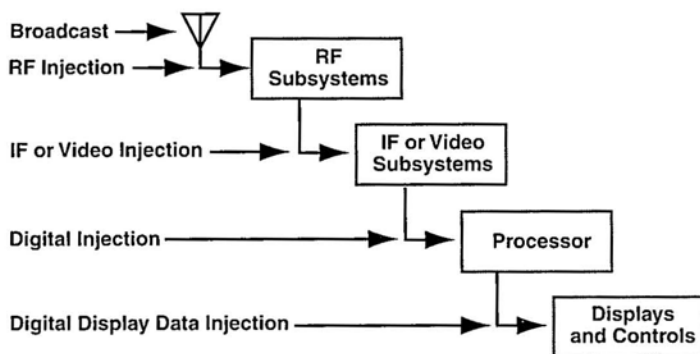 Broadcast
RF Injection
RF
Subsystems
IF or Video Injection
IF or Video
Subsystems
Digital Injection
Processor
Digital Display Data Injection
Displays
and Controls